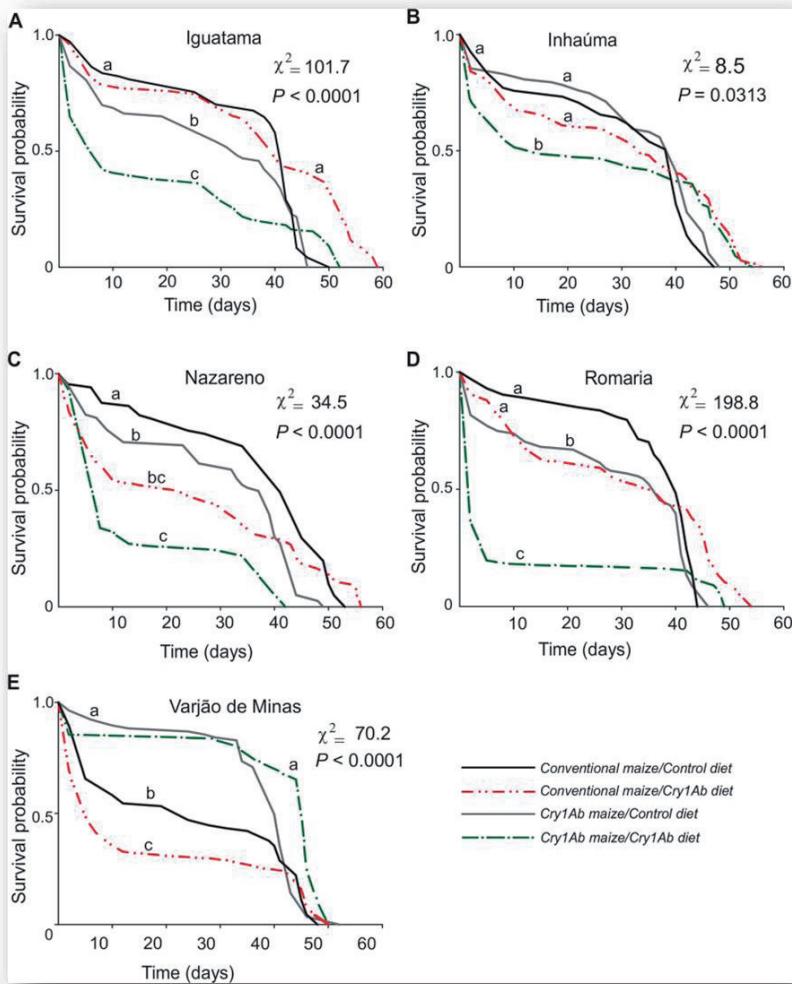 A
Iguatama
χ²= 101.7
P < 0.0001
Survival probability
1.0
0.5
0
a
b
c
a
10 20 30 40 50 60
Time (days)
B
Inhaúma
χ²= 8.5
P = 0.0313
Survival probability
1.0
0.5
0
a
a
a
b
10 20 30 40 50 60
Time (days)
C
Nazareno
χ²= 34.5
P < 0.0001
Survival probability
1.0
0.5
0
a
b
bc
c
10 20 30 40 50 60
Time (days)
D
Romaria
χ²= 198.8
P < 0.0001
Survival probability
1.0
0.5
0
a
a
b
c
10 20 30 40 50 60
Time (days)
E
Varjão de Minas
χ²= 70.2
P < 0.0001
Survival probability
1.0
0.5
0
a
a
b
c
10 20 30 40 50 60
Time (days)
Conventional maize/Control diet
Conventional maize/Cry1Ab diet
Cry1Ab maize/Control diet
Cry1Ab maize/Cry1Ab diet